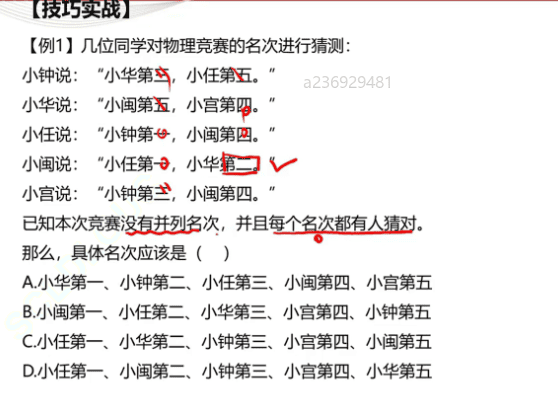 【技巧实战】
【例1】几位同学对物理竞赛的名次进行猜测：
小钟说：“小华第三，小任第五。”
a236929481
小华说：“小闽第五，小宫第四。”
小任说：“小钟第一，小闽第四。”
小闽说：“小任第一，小华第二。”
小宫说：“小钟第三，小闽第四。”
已知本次竞赛没有并列名次，并且每个名次都有人猜对。
那么，具体名次应该是（ ）
A.小华第一、小钟第二、小任第三、小闽第四、小宫第五
B.小闽第一、小任第二、小华第三、小宫第四、小钟第五
C.小任第一、小华第二、小钟第三、小宫第四、小闽第五
D.小任第一、小闽第二、小钟第三、小宫第四、小华第五